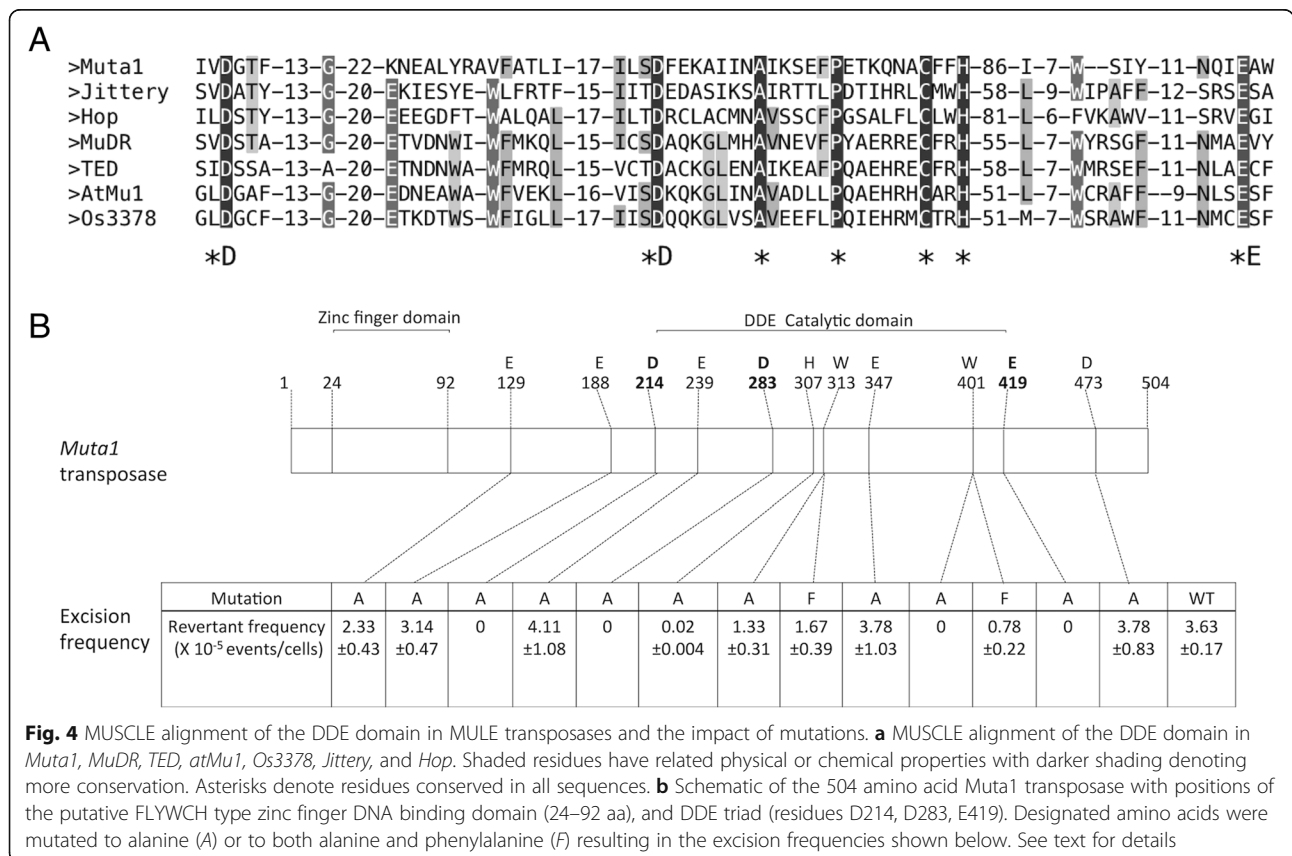 A
>Muta1 IVDGTF-13-G-22-KNEALYRAVFATLI-17-ILSDFEKAIINAIKSEFPETKQNACFFH-86-I-7-W--SIY-11-NQIEAW
>Jittery SVDATY-13-G-20-EKIESYE-WLFRTF-15-IITDEDASIKSAIRTTLPDTIHRLCMWH-58-L-9-WIPAFF-12-SRSESA
>Hop ILDSTY-13-G-20-EEEGDFT-WALQAL-17-ILTDRCLACMNAVSSCFPGSALFLCLWH-81-L-6-FVKAWV-11-SRVEGI
>MuDR SVDSTA-13-G-20-ETVDNWI-WFMKQL-15-ICSDAQKGLMHAVNEVFPYAERRECFRH-55-L-7-WYRSGF-11-NMAEVY
>TED SIDSSA-13-A-20-ETNDNWA-WFMRQL-15-VCTDACKGLENAIKEAFPQAEHRECFRH-58-L-7-WMRSEF-11-NLAECF
>AtMu1 GLDGAF-13-G-20-EDNEAWA-WFVEKL-16-VISDKQKGLINAVADLLPQAEHRHCARH-51-L-7-WCRAFF--9-NLSESF
>Os3378 GLDGCF-13-G-20-ETKDTWS-WFIGLL-17-IISDQQKGLVSAVEEFLPQIEHRMCTRH-51-M-7-WSRAWF-11-NMCESF
*D *D * * * * *E
B
Zinc finger domain DDE Catalytic domain
E E D E D H W E W E D
1 24 92 129 188 214 239 283 307 313 347 401 419 473 504
Muta1
transposase
Mutation A A A A A A A F A A F A A WT
Excision
frequency
Revertant frequency 2.33 3.14 0 4.11 0 0.02 1.33 1.67 3.78 0 0.78 0 3.78 3.63
(X 10-5 events/cells) ±0.43 ±0.47 ±1.08 ±0.004 ±0.31 ±0.39 ±1.03 ±0.22 ±0.83 ±0.17
Fig. 4 MUSCLE alignment of the DDE domain in MULE transposases and the impact of mutations. a MUSCLE alignment of the DDE domain in
Muta1, MuDR, TED, atMu1, Os3378, Jittery, and Hop. Shaded residues have related physical or chemical properties with darker shading denoting
more conservation. Asterisks denote residues conserved in all sequences. b Schematic of the 504 amino acid Muta1 transposase with positions of
the putative FLYWCH type zinc finger DNA binding domain (24–92 aa), and DDE triad (residues D214, D283, E419). Designated amino acids were
mutated to alanine (A) or to both alanine and phenylalanine (F) resulting in the excision frequencies shown below. See text for details